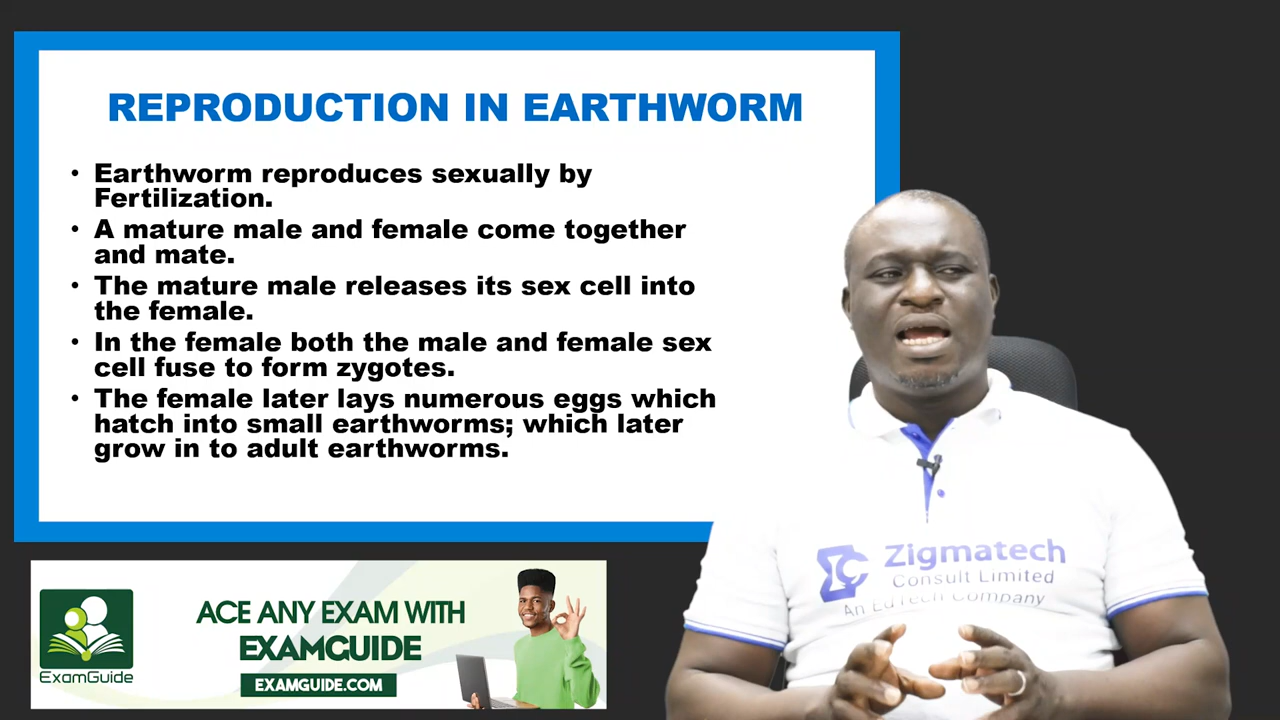 REPRODUCTION IN EARTHWORM
• Earthworm reproduces sexually by
Fertilization.
• A mature male and female come together
and mate.
• The mature male releases its sex cell into
the female.
• In the female both the male and female sex
cell fuse to form zygotes.
• The female later lays numerous eggs which
hatch into small earthworms; which later
grow in to adult earthworms.
Zigmatech
Consult Limited
An EdTech Company
ExamGuide
ACE ANY EXAM WITH
EXAMGUIDE
EXAMGUIDE.COM